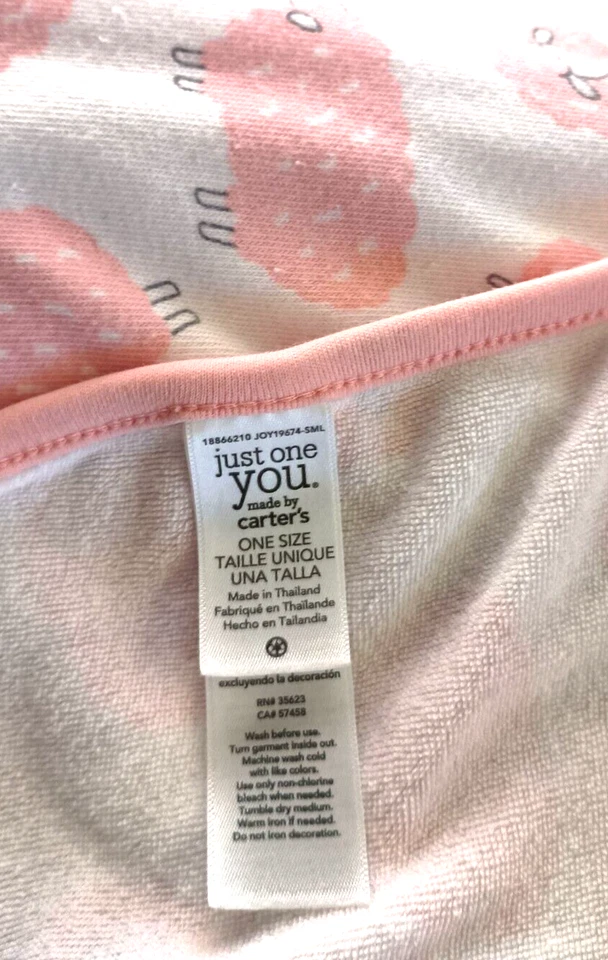 18866210 JOY19674-SML
just one
you.
made by
carter's
ONE SIZE
TAILLE UNIQUE
UNA TALLA
Made in Thailand
Fabriqué en Thaïlande
Hecho en Tailandia
excluyendo la decoración
RN# 35623
CA# 57458
Wash before use.
Turn garment inside out.
Machine wash cold
with like colors.
Use only non-chlorine
bleach when needed.
Tumble dry medium.
Warm iron if needed.
Do not iron decoration.